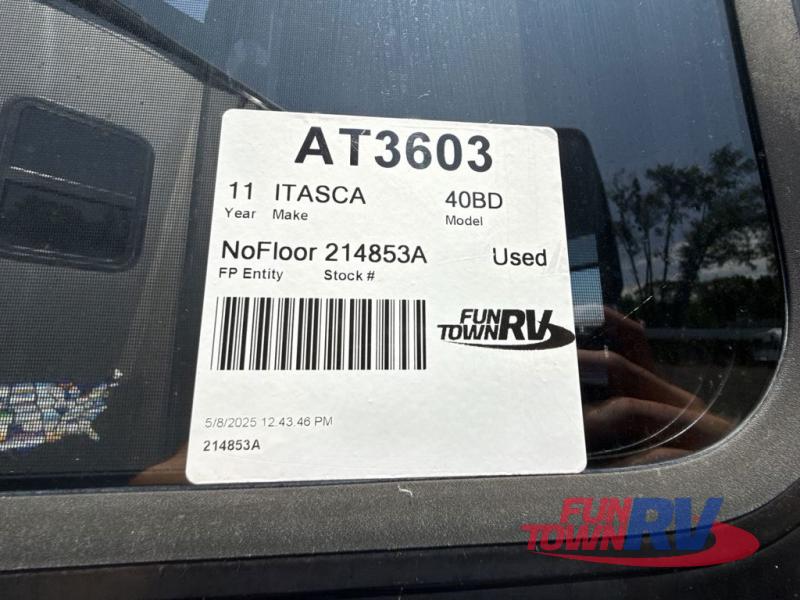 AT3603
11 ITASCA 40BD
Year Make Model
NoFloor 214853A Used
FP Entity Stock #
FUN
TOWN RV
5/8/2025 12.43.46 PM
214853A
FUN
TOWN RV